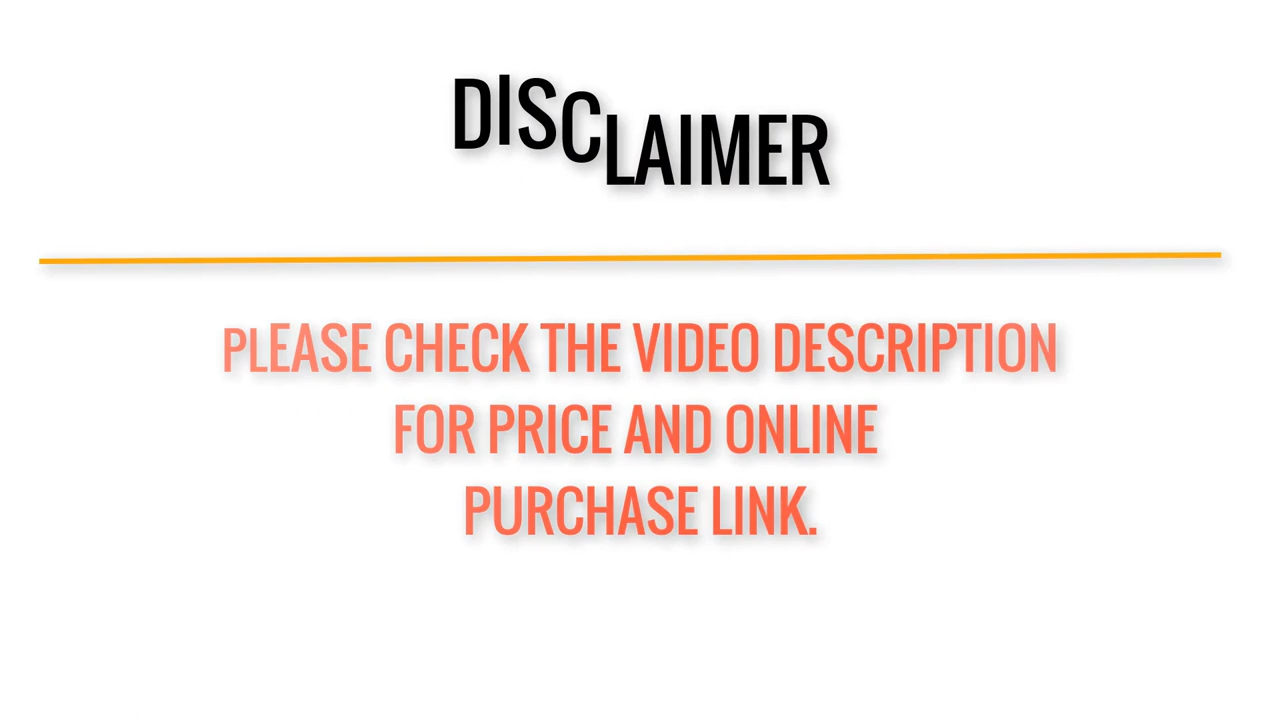 DISCLAIMER
PLEASE CHECK THE VIDEO DESCRIPTION
FOR PRICE AND ONLINE
PURCHASE LINK.